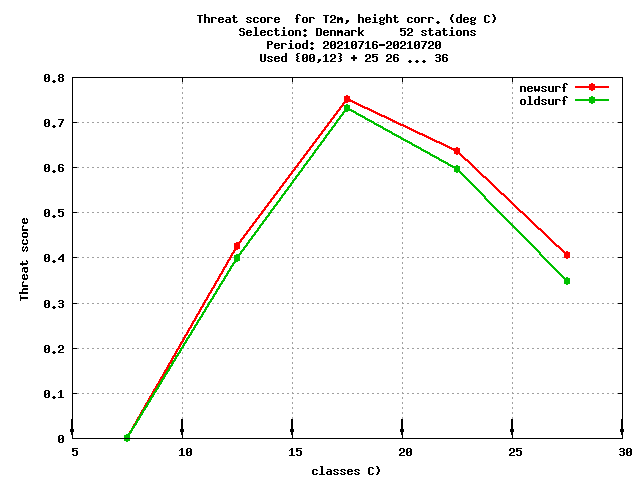 Threat score  for T2m, height corr. (deg C)
Selection: Denmark     52 stations
Period: 20210716-20210720
Used {00,12} + 25 26 ... 36
newsurf
oldsurf
0.8
0.7
0.6
0.5
0.4
0.3
0.2
0.1
0
Threat score
5 10 15 20 25 30
classes C)